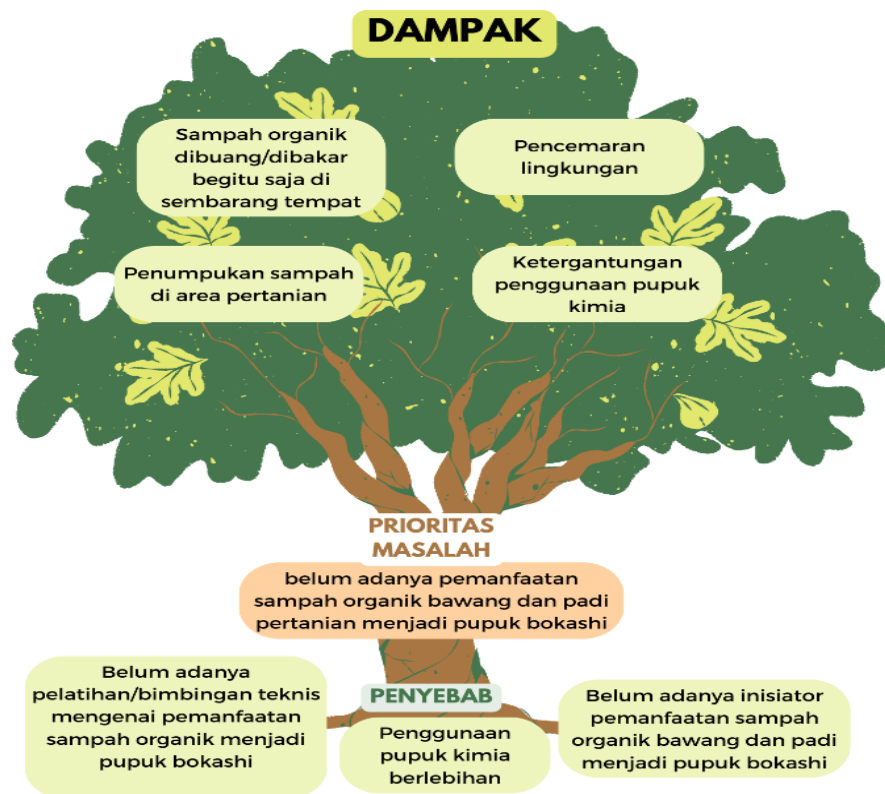 DAMPAK
Sampah organik
dibuang/dibakar
begitu saja di
sembarang tempat
Pencemaran
lingkungan
Penumpukan sampah
di area pertanian
Ketergantungan
penggunaan pupuk
kimia
PRIORITAS
MASALAH
belum adanya pemanfaatan
sampah organik bawang dan padi
pertanian menjadi pupuk bokashi
PENYEBAB
Belum adanya
pelatihan/bimbingan teknis
mengenai pemanfaatan
sampah organik menjadi
pupuk bokashi
Penggunaan
pupuk kimia
berlebihan
Belum adanya inisiator
pemanfaatan sampah
organik bawang dan padi
menjadi pupuk bokashi